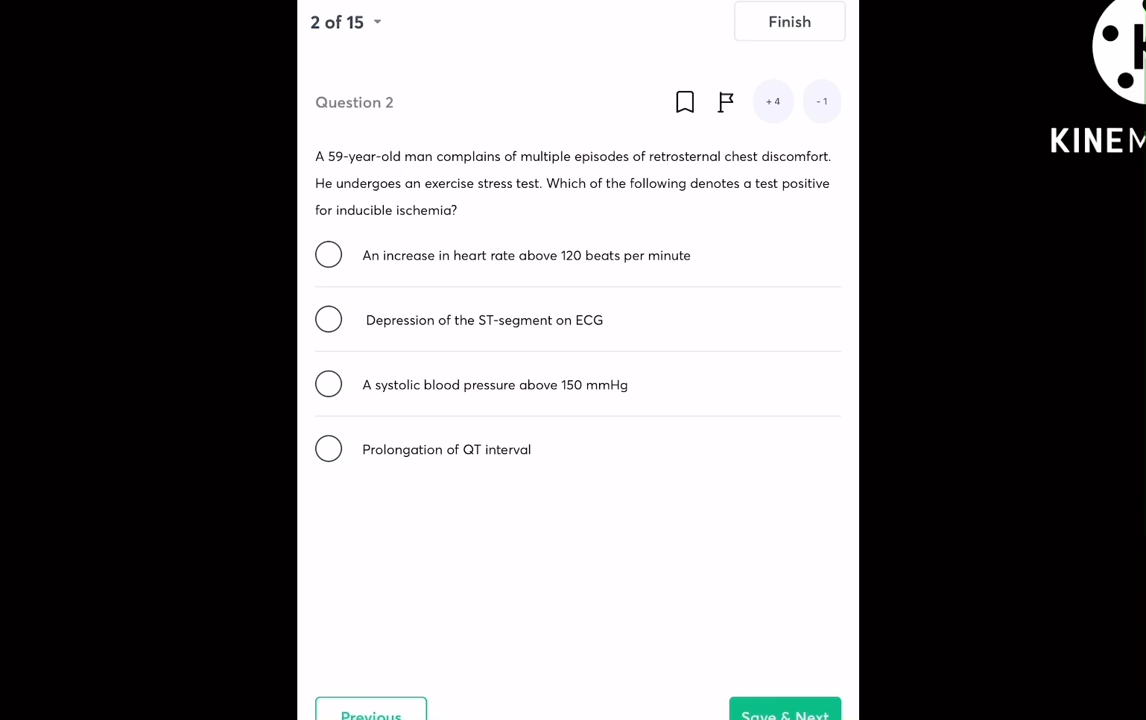 2 of 15
Finish
Question 2
+ 4
- 1
A 59-year-old man complains of multiple episodes of retrosternal chest discomfort.
He undergoes an exercise stress test. Which of the following denotes a test positive
for inducible ischemia?
An increase in heart rate above 120 beats per minute
Depression of the ST-segment on ECG
A systolic blood pressure above 150 mmHg
Prolongation of QT interval
Previous
Save & Next
KINEM